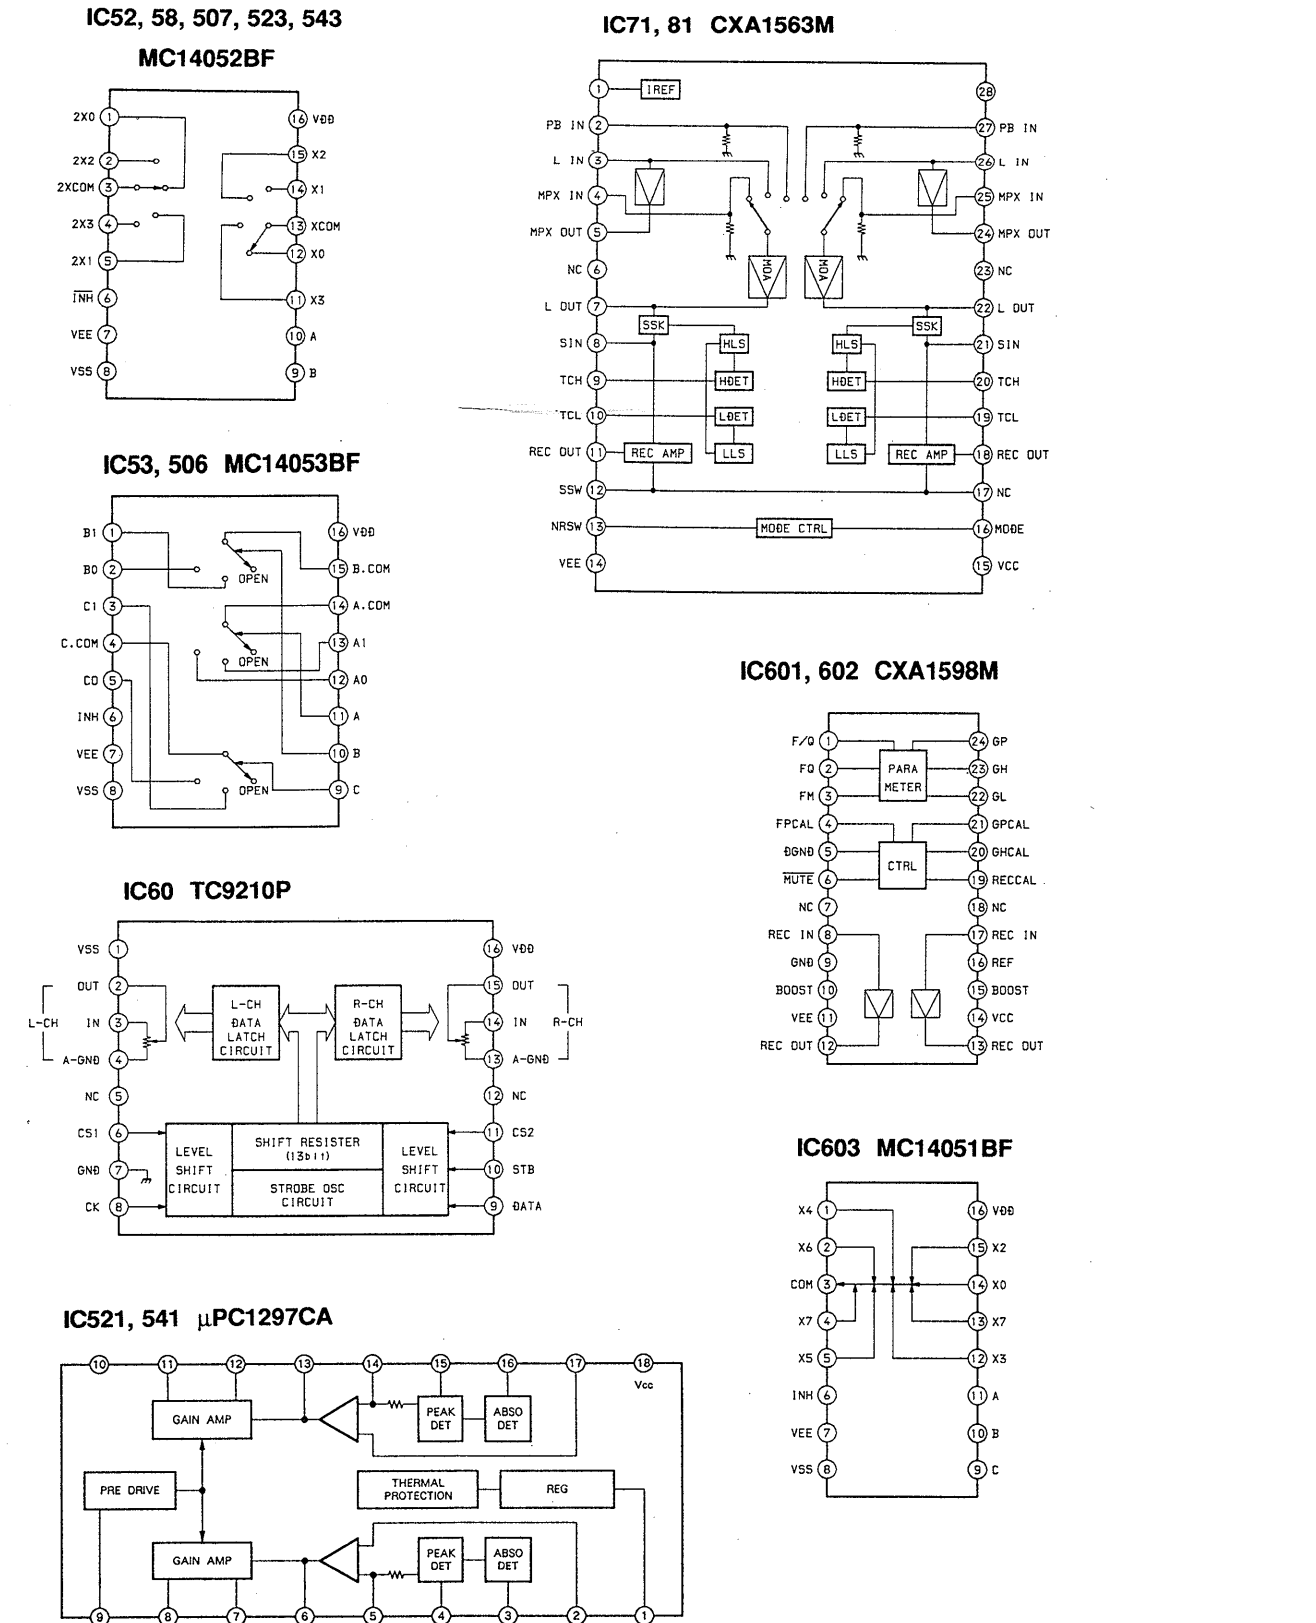 IC52, 58, 507, 523, 543
MC14052BF
2X0 1
16 VDD
15 X2
2X2 2
2XCOM 3
14 X1
2X3 4
13 XCOM
12 X0
2X1 5
INH 6
11 X3
VEE 7
10 A
VSS 8
9 B
IC71, 81 CXA1563M
1 IREF
28
PB IN 2
27 PB IN
L IN 3
26 L IN
MPX IN 4
25 MPX IN
MPX OUT 5
24 MPX OUT
NC 6
MOA
MOA
23 NC
L OUT 7
22 L OUT
SSK
SSK
SIN 8
HLS
HLS
21 SIN
TCH 9
HDET
HDET
20 TCH
TCL 10
LDET
LDET
19 TCL
REC OUT 11
REC AMP
LLS
LLS
REC AMP
18 REC OUT
SSW 12
17 NC
NRSW 13
MODE CTRL
16 MODE
VEE 14
15 VCC
IC53, 506 MC14053BF
B1 1
16 VDD
B0 2
OPEN
15 B.COM
C1 3
14 A.COM
C.COM 4
13 A1
OPEN
C0 5
12 A0
INH 6
11 A
VEE 7
10 B
VSS 8
OPEN
9 C
IC601, 602 CXA1598M
F/Q 1
24 GP
FQ 2
PARA
23 GH
FM 3
METER
22 GL
FPCAL 4
21 GPCAL
DGND 5
CTRL
20 GHCAL
MUTE 6
19 RECCAL
NC 7
18 NC
REC IN 8
17 REC IN
GND 9
16 REF
BOOST 10
15 BOOST
VEE 11
14 VCC
REC OUT 12
13 REC OUT
IC60 TC9210P
VSS 1
16 VDD
OUT 2
15 OUT
L-CH
IN 3
L-CH
DATA
LATCH
CIRCUIT
R-CH
DATA
LATCH
CIRCUIT
14 IN
R-CH
A-GND 4
13 A-GND
NC 5
12 NC
CS1 6
11 CS2
GND 7
10 STB
CK 8
9 DATA
LEVEL
SHIFT
CIRCUIT
SHIFT RESISTER
(13bit)
STROBE OSC
CIRCUIT
LEVEL
SHIFT
CIRCUIT
IC603 MC14051BF
X4 1
16 VDD
X6 2
15 X2
COM 3
14 X0
X7 4
13 X7
X5 5
12 X3
INH 6
11 A
VEE 7
10 B
VSS 8
9 C
IC521, 541 μPC1297CA
10 11 12 13 14 15 16 17 18
Vcc
GAIN AMP
PEAK
DET
ABSO
DET
PRE DRIVE
THERMAL
PROTECTION
REG
GAIN AMP
PEAK
DET
ABSO
DET
9 8 7 6 5 4 3 2 1